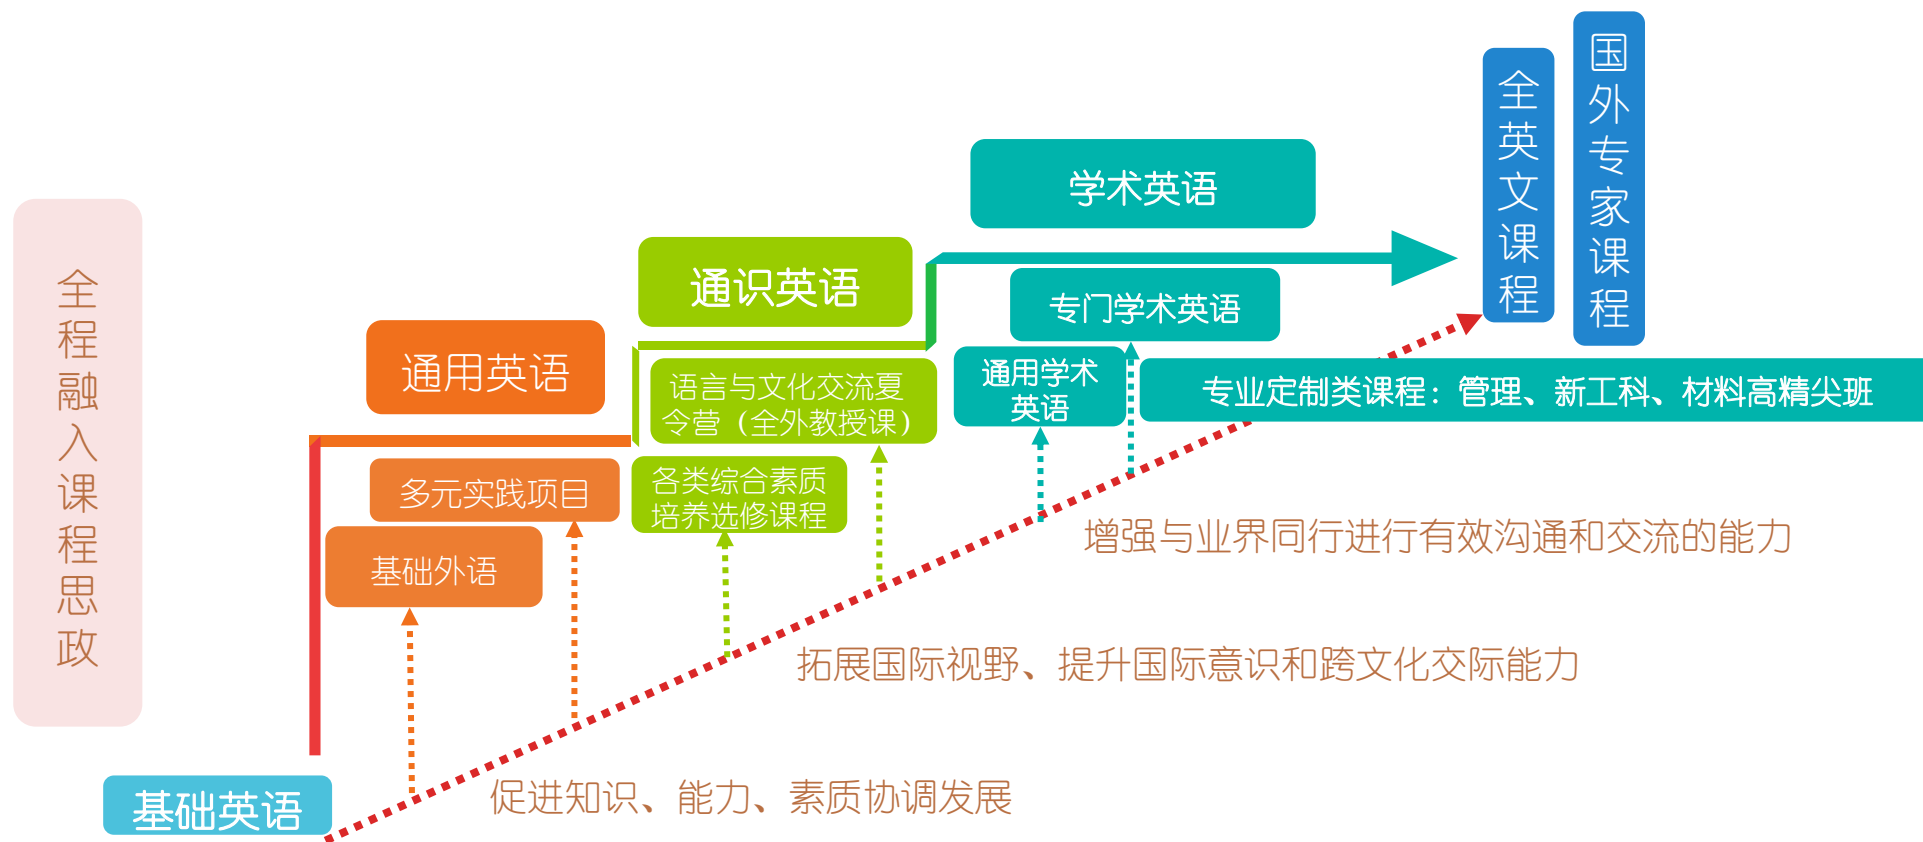 全程融入课程思政
基础英语
通用英语
多元实践项目
基础外语
通识英语
语言与文化交流夏
令营（全外教授课）
各类综合素质
培养选修课程
学术英语
专门学术英语
通用学术
英语
专业定制类课程：管理、新工科、材料高精尖班
全英文课程
国外专家课程
增强与业界同行进行有效沟通和交流的能力
拓展国际视野、提升国际意识和跨文化交际能力
促进知识、能力、素质协调发展